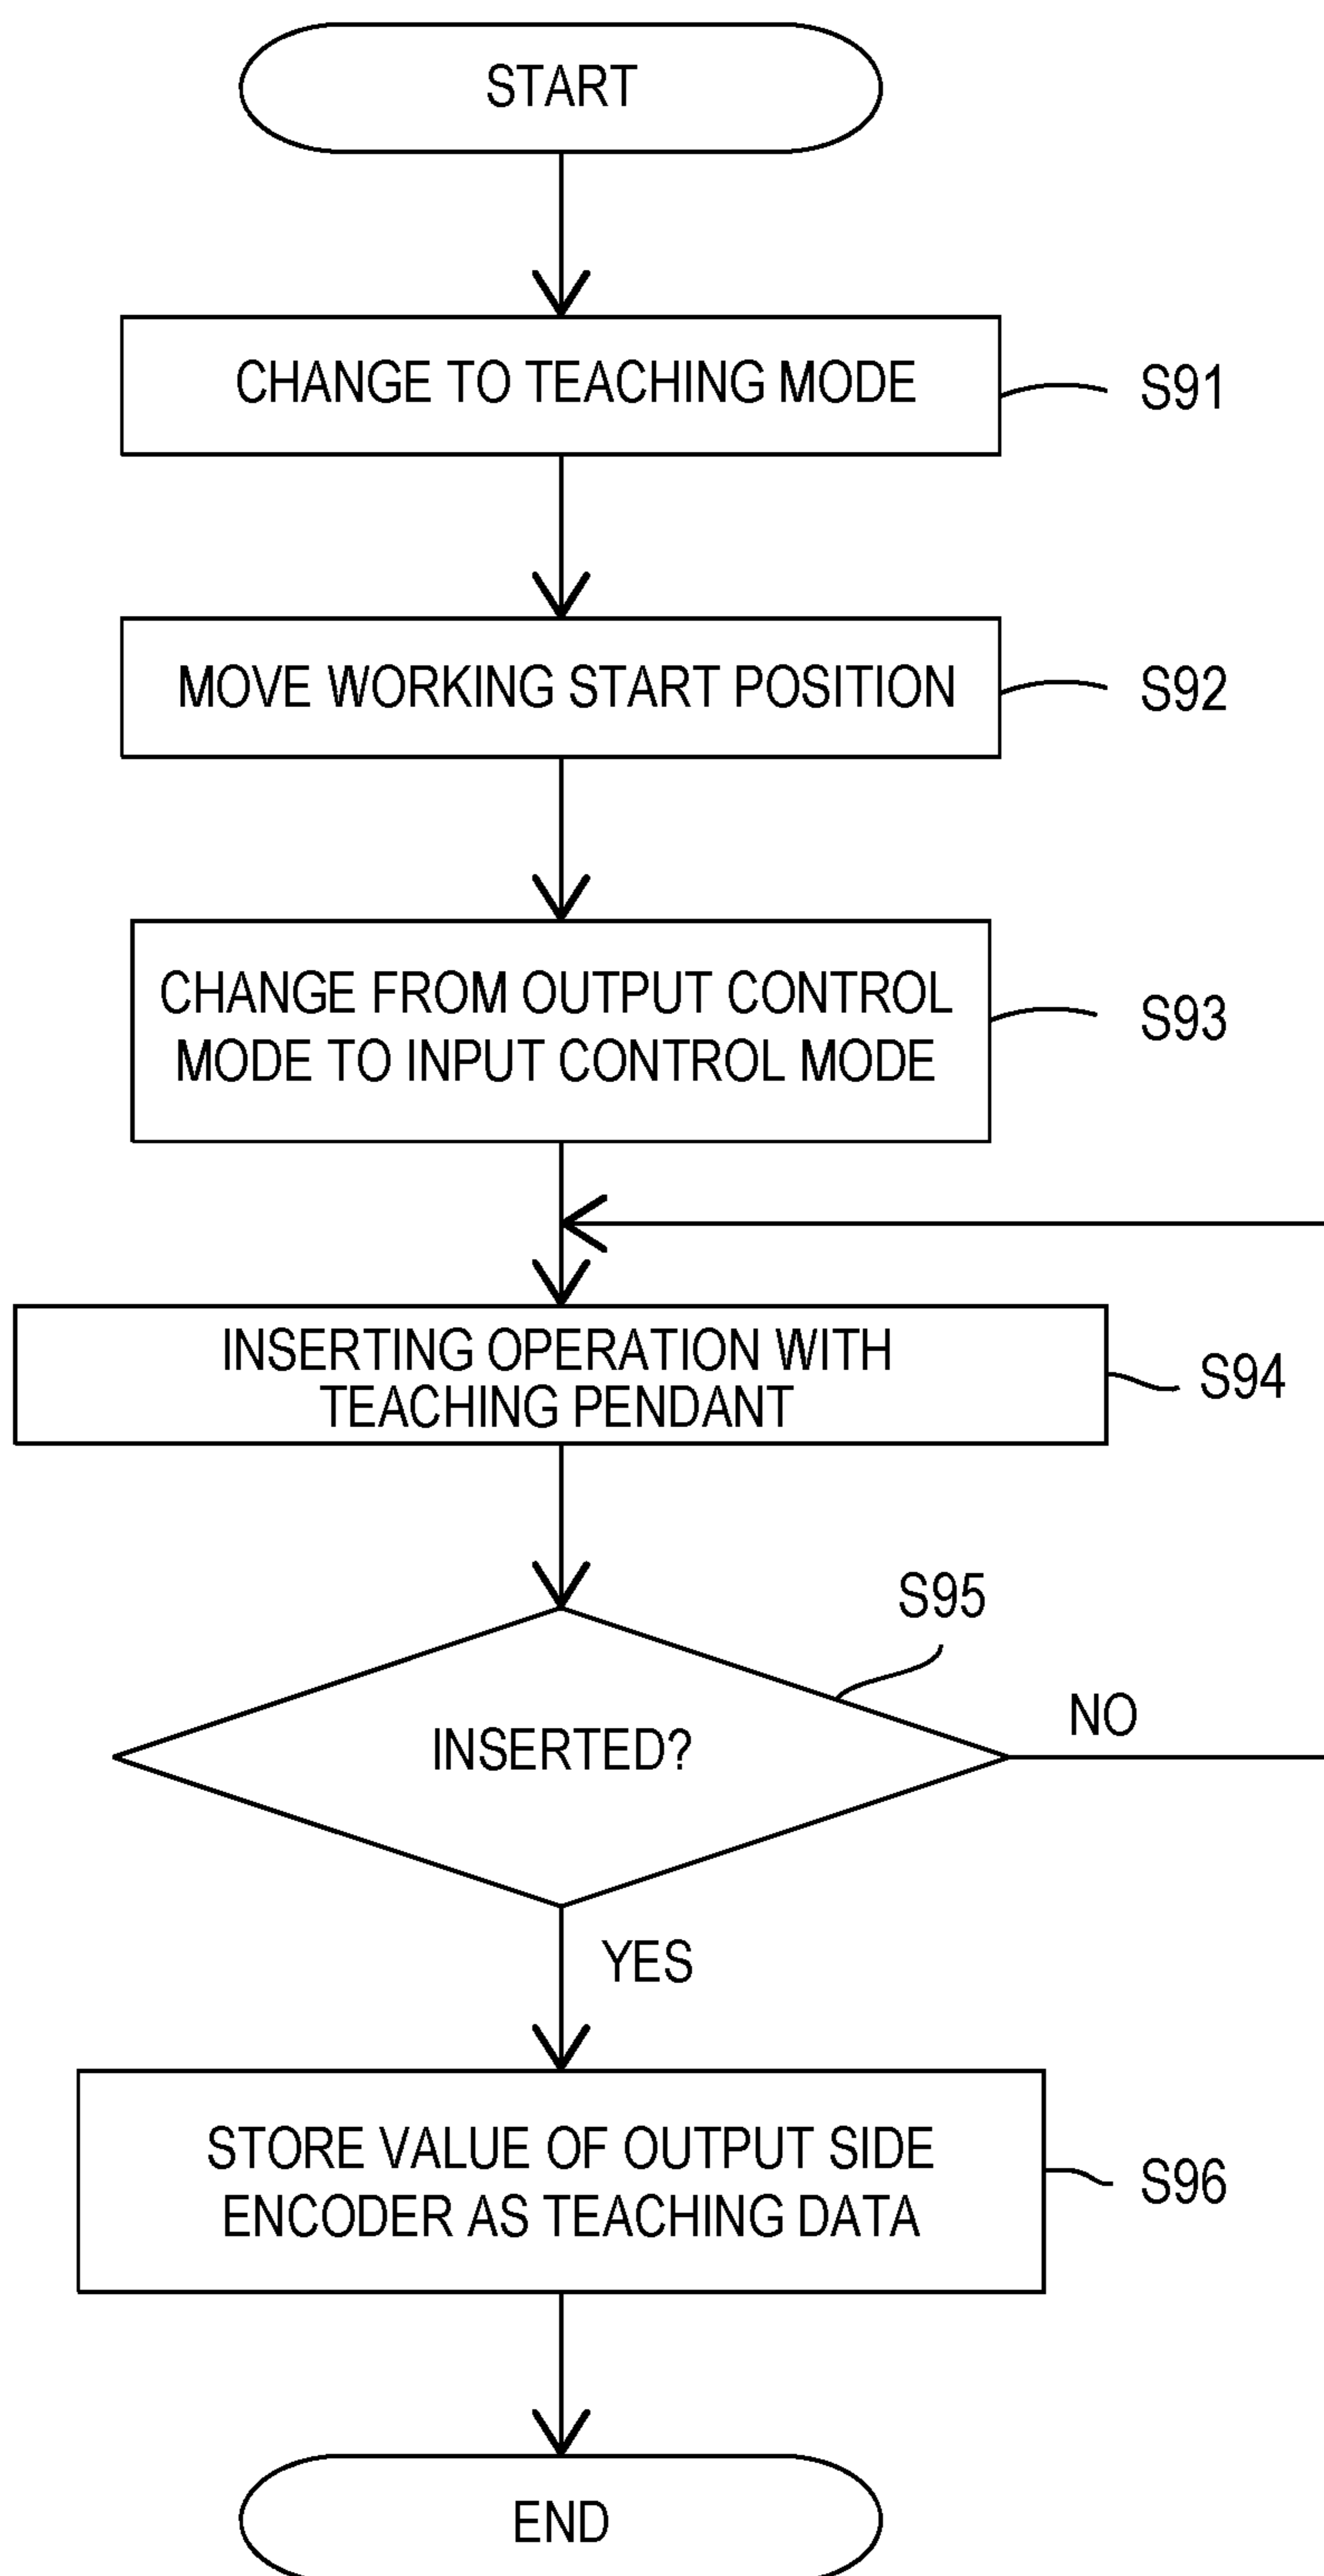 START
CHANGE TO TEACHING MODE
S91
MOVE WORKING START POSITION
S92
CHANGE FROM OUTPUT CONTROL
MODE TO INPUT CONTROL MODE
S93
INSERTING OPERATION WITH
TEACHING PENDANT
S94
S95
INSERTED?
NO
YES
STORE VALUE OF OUTPUT SIDE
ENCODER AS TEACHING DATA
S96
END